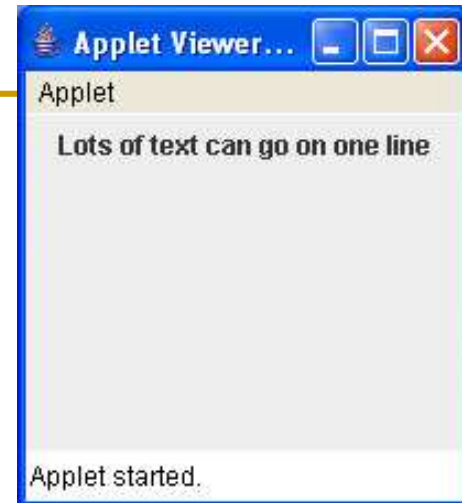 Applet Viewer...
Applet
Lots of text can go on one line
Applet started.